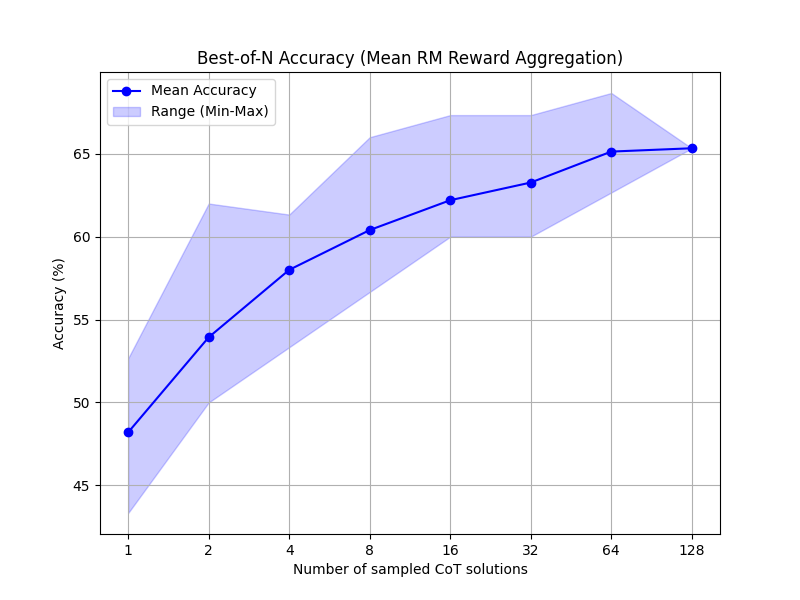 Best-of-N Accuracy (Mean RM Reward Aggregation)
Mean Accuracy
Range (Min-Max)
Accuracy (%)
65
60
55
50
45
1 2 4 8 16 32 64 128
Number of sampled CoT solutions